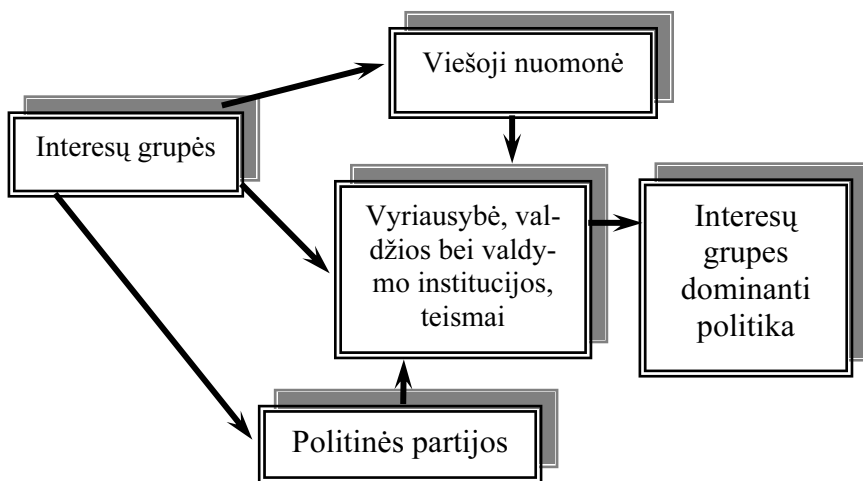 Viešoji nuomonė
Interesų grupės
Vyriausybė, val-
džios bei valdy-
mo institucijos,
teismai
Interesų
grupes
dominanti
politika
Politinės partijos